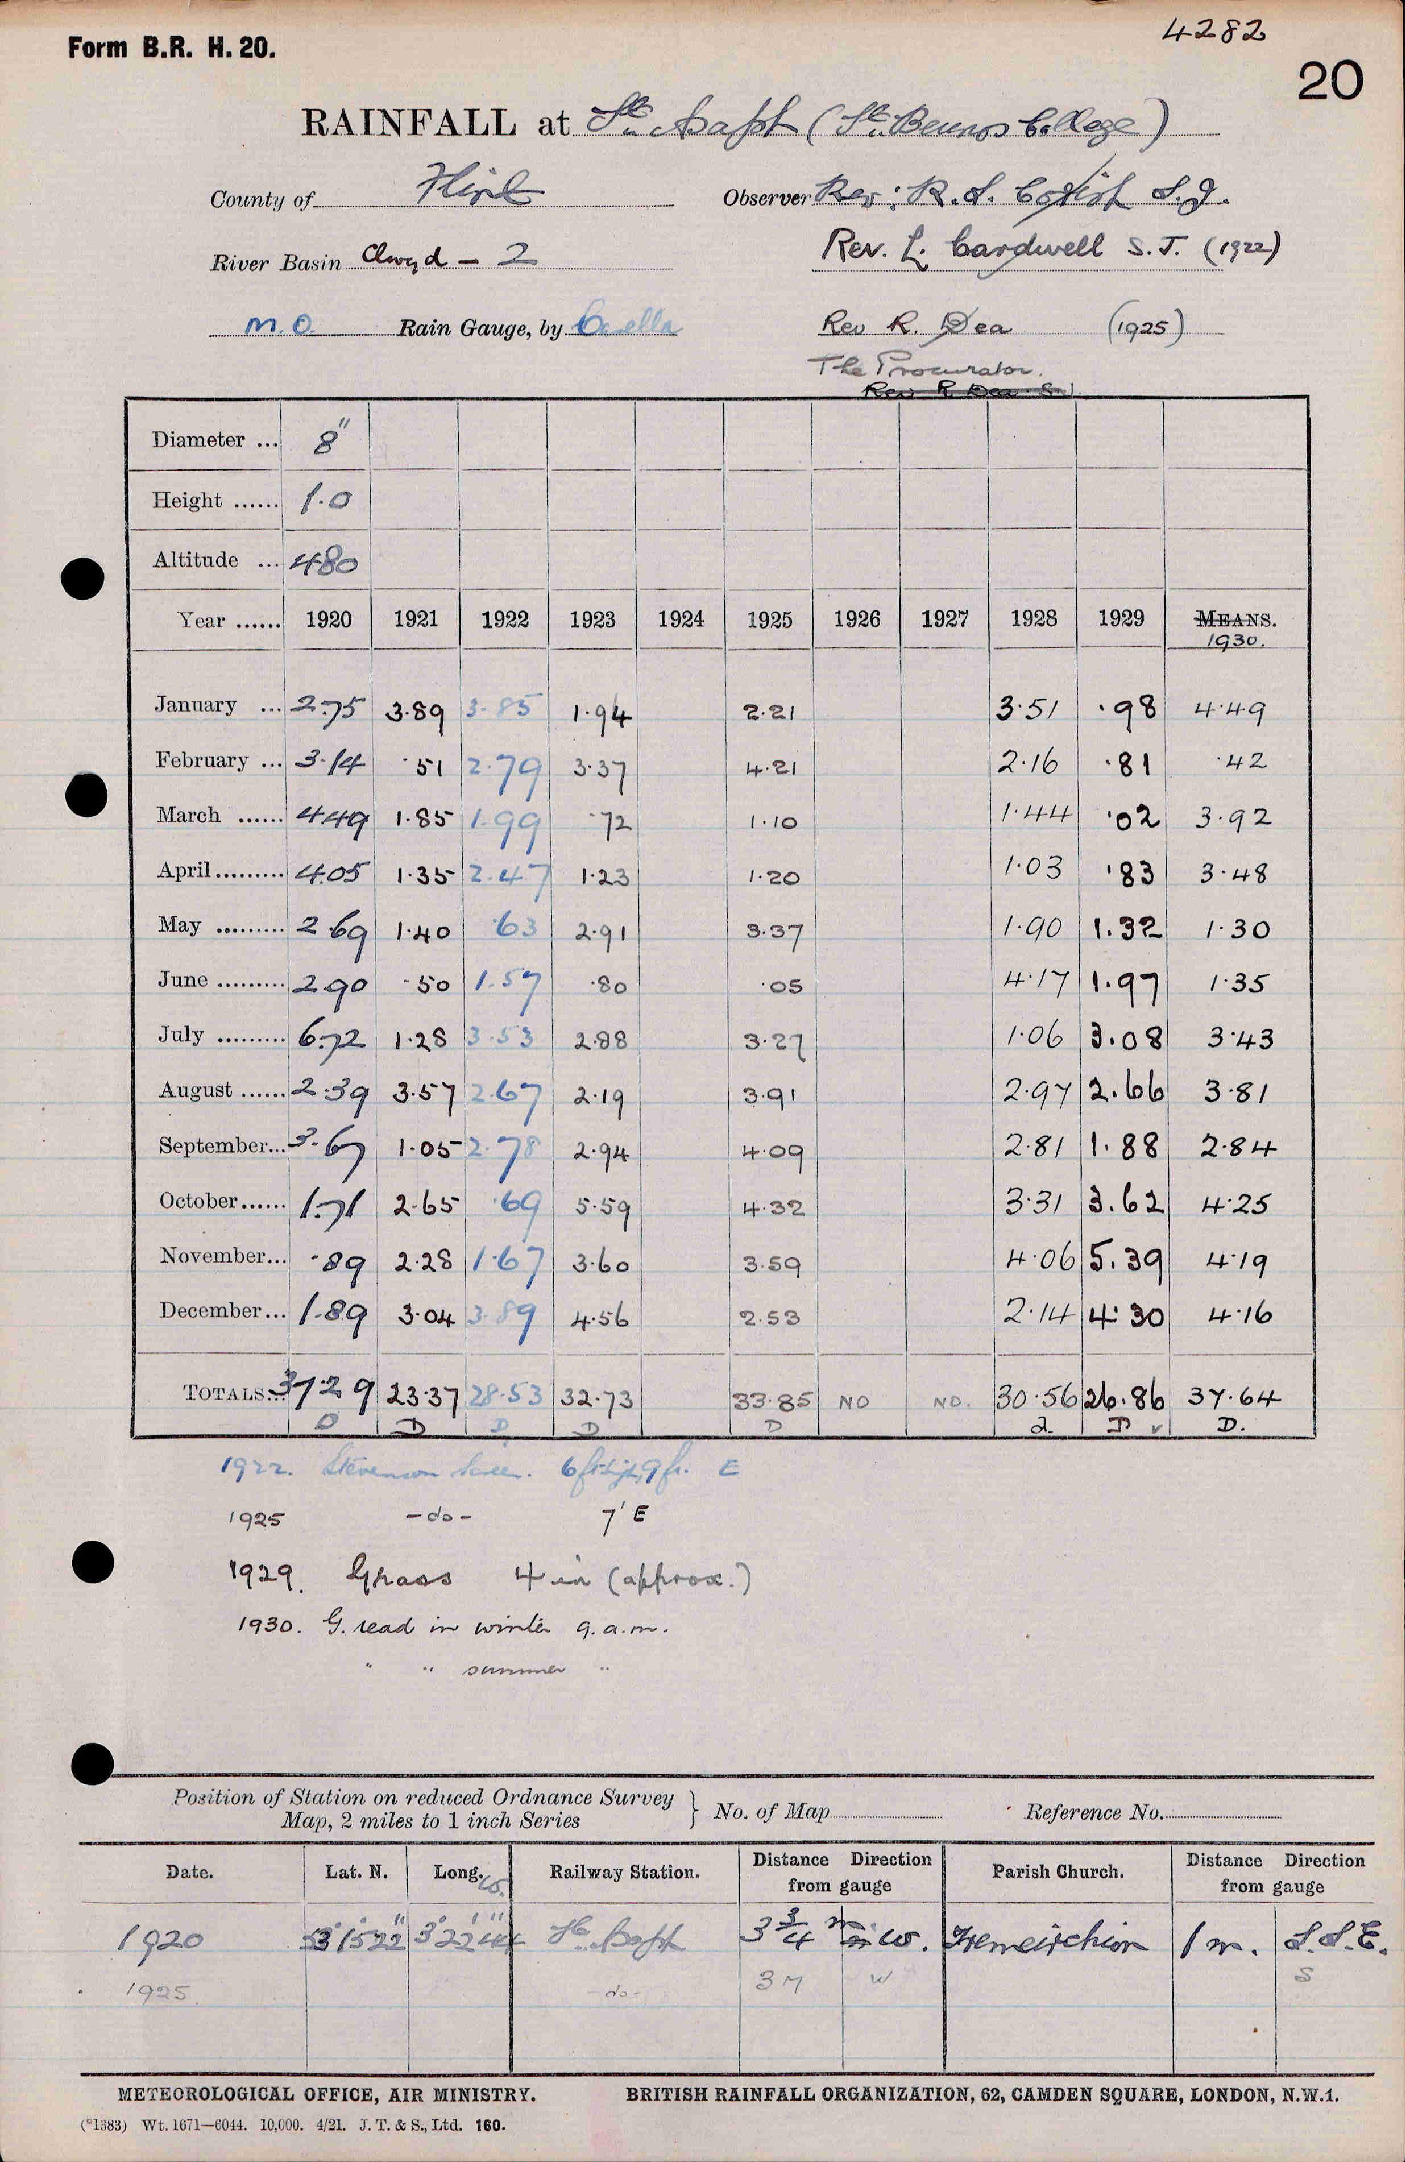 4282
Form B.R. H. 20.
20
RAINFALL at St. Asaph (St. Beunos College)
County of Flint Observer Rev: R. S. S.J.
River Basin Clwyd - 2 Rev. L. Cardwell S.J. (1922)
M.O. Rain Gauge, by Casella Rev R. Dea (1925)
The Procurator.
Rev R Dea S.J
Diameter ... 8"
Height ...... 1.0
Altitude ... 480
Year ...... 1920 1921 1922 1923 1924 1925 1926 1927 1928 1929 MEANS.
1930.
January ... 2.75 3.89 3.85 1.94 2.21 3.51 .98 4.49
February ... 3.14 .51 2.79 3.37 4.21 2.16 .81 .42
March ...... 4.49 1.85 1.99 .72 1.10 1.44 .02 3.92
April ......... 4.05 1.35 2.47 1.23 1.20 1.03 .83 3.48
May ......... 2 69 1.40 .63 2.91 3.37 1.90 1.32 1.30
June ......... 2.90 .50 1.57 .80 .05 4.17 1.97 1.35
July ......... 6.72 1.28 3.53 2.88 3.27 1.06 3.08 3.43
August ...... 2.39 3.57 2.67 2.19 3.91 2.97 2.66 3.81
September... 3.67 1.05 2.78 2.94 4.09 2.81 1.88 2.84
October...... 1.71 2.65 .69 5.59 4.32 3.31 3.62 4.25
November... .89 2.28 1.67 3.60 3.59 4.06 5.39 4.19
December... 1.89 3.04 3.89 4.56 2.53 2.14 4.30 4.16
TOTALS... 37.29 23.37 28.53 32.73 33.85 NO NO. 30.56 26.86 37.64
D D D D D 2 D v D.
1922. Stevenson Screen. 6ft high, 9ft. E
1925 -do- 7' E
1929. Grass 4 in (approx.)
1930. G. read in winter 9.a.m.
" " summer "
Position of Station on reduced Ordnance Survey
Map, 2 miles to 1 inch Series } No. of Map Reference No.
Date. Lat. N. Long. W. Railway Station. Distance Direction from gauge Parish Church. Distance Direction from gauge
1920 53° 15' 22" 3° 22' 44" St. Asaph 3 3/4 m W. Tremeirchion 1 m. S.S.E.
1925 -do- 3 M W S
METEOROLOGICAL OFFICE, AIR MINISTRY. BRITISH RAINFALL ORGANIZATION, 62, CAMDEN SQUARE, LONDON, N.W.1.
(*1383) Wt. 1671—6044. 10,000. 4/21. J. T. & S., Ltd. 160.